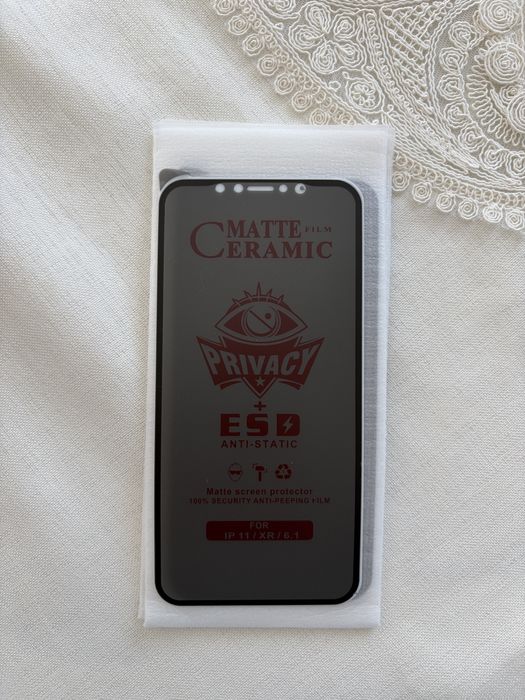 MATTE FILM
CERAMIC
PRIVACY
+
ESD
ANTI-STATIC
Matte screen protector
100% SECURITY ANTI-PEEPING FILM
FOR
IP 11 / XR / 6.1